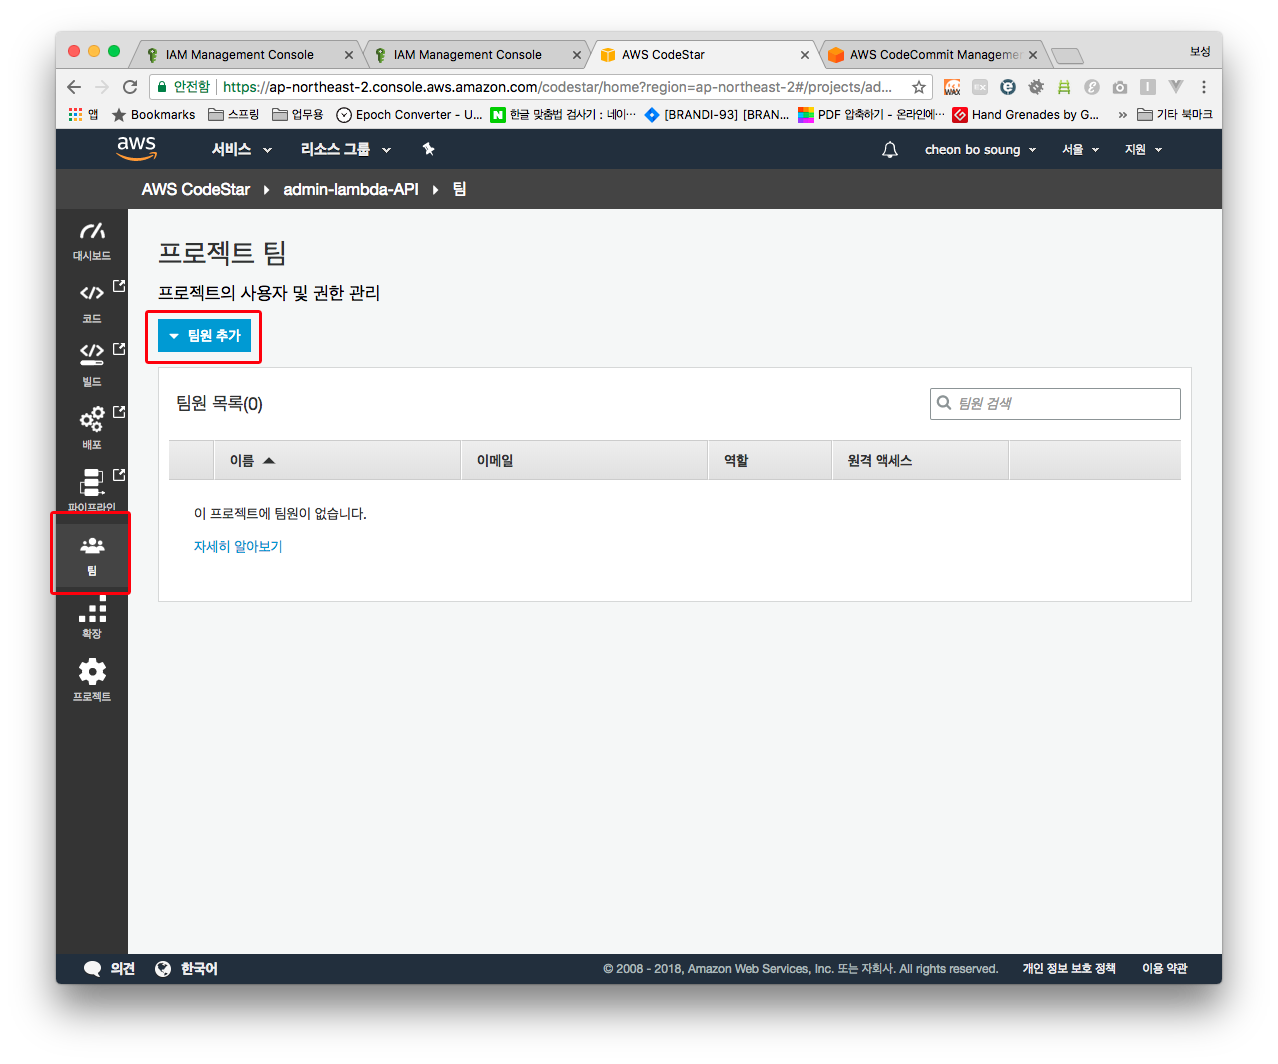 IAM Management Console
IAM Management Console
AWS CodeStar
AWS CodeCommit Manageme
보성
안전함
https://ap-northeast-2.console.aws.amazon.com/codestar/home?region=ap-northeast-2#/projects/ad...
앱
Bookmarks
스프링
업무용
Epoch Converter - U...
한글 맞춤법 검사기 : 네이…
[BRANDI-93] [BRAN...
PDF 압축하기 - 온라인에…
Hand Grenades by G...
»
기타 북마크
aws
서비스
리소스 그룹
cheon bo soung
서울
지원
AWS CodeStar
admin-lambda-API
팀
대시보드
코드
빌드
배포
파이프라인
팀
확장
프로젝트
프로젝트 팀
프로젝트의 사용자 및 권한 관리
팀원 추가
팀원 목록(0)
팀원 검색
이름
이메일
역할
원격 액세스
이 프로젝트에 팀원이 없습니다.
자세히 알아보기
의견
한국어
© 2008 - 2018, Amazon Web Services, Inc. 또는 자회사. All rights reserved.
개인 정보 보호 정책
이용 약관